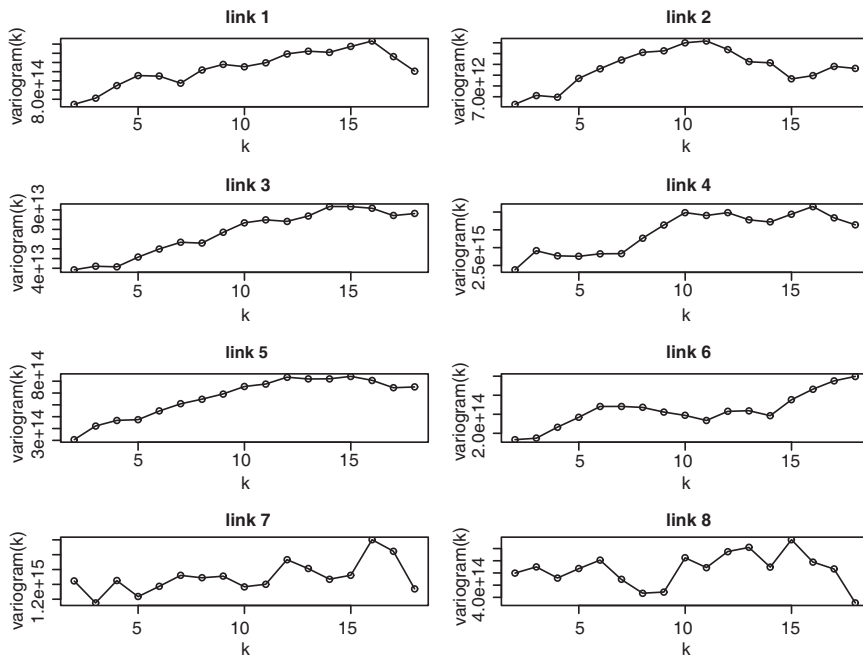 link 1
variogram(k)
8.0e+14
5 10 15
k
link 2
variogram(k)
7.0e+12
5 10 15
k
link 3
variogram(k)
4e+13 9e+13
5 10 15
k
link 4
variogram(k)
2.5e+15
5 10 15
k
link 5
variogram(k)
3e+14 8e+14
5 10 15
k
link 6
variogram(k)
2.0e+14
5 10 15
k
link 7
variogram(k)
1.2e+15
5 10 15
k
link 8
variogram(k)
4.0e+14
5 10 15
k